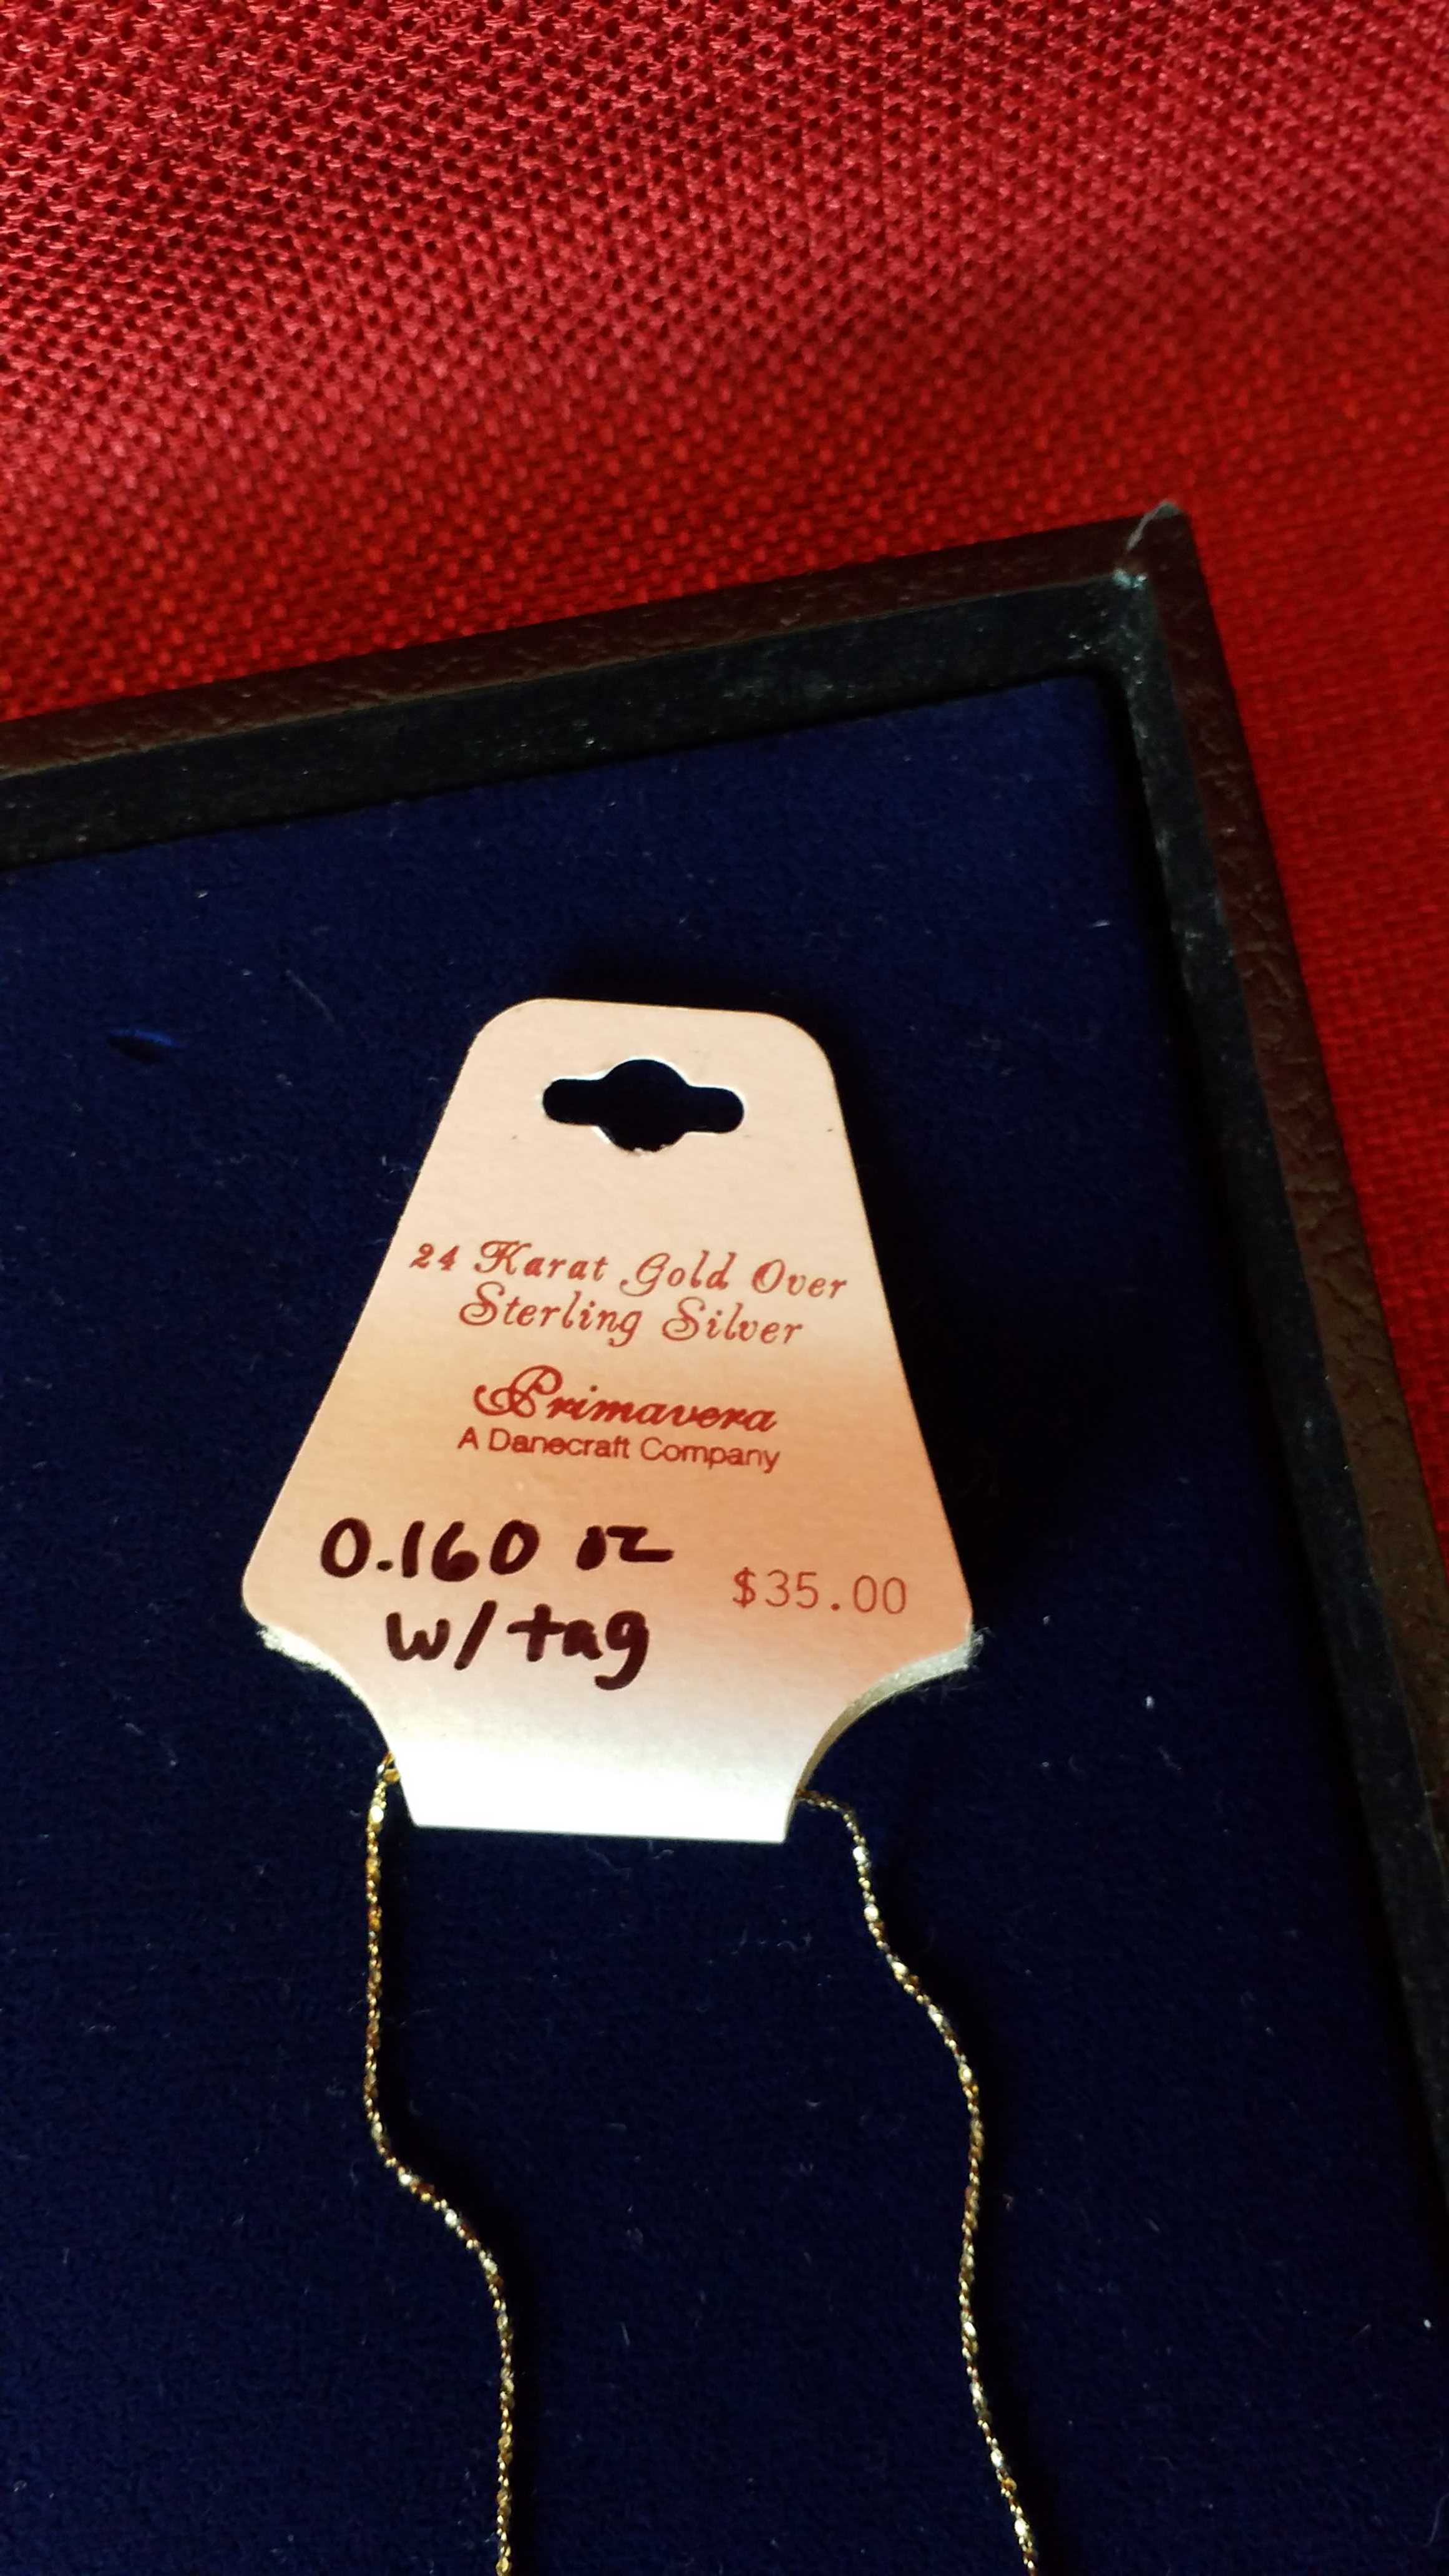 24 Karat Gold Over
Sterling Silver
Primavera
A Danecraft Company
0.160 oz
w/ tag
$35.00